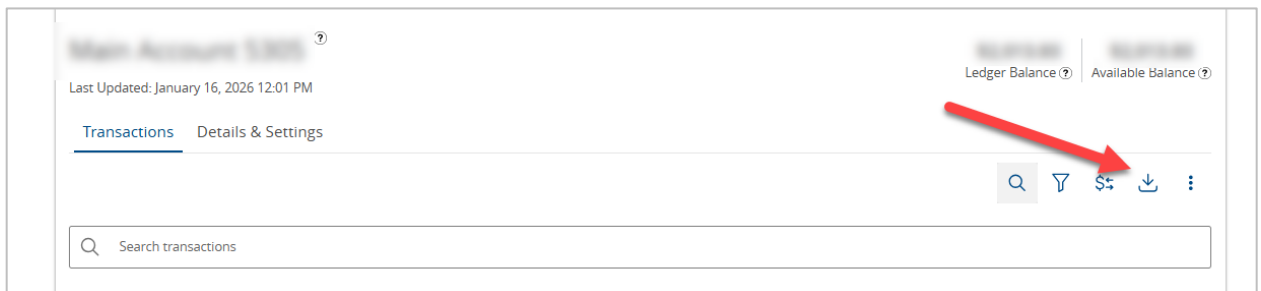 Last Updated: January 16, 2026 12:01 PM
Ledger Balance ?
Available Balance ?
Transactions
Details & Settings
Search transactions